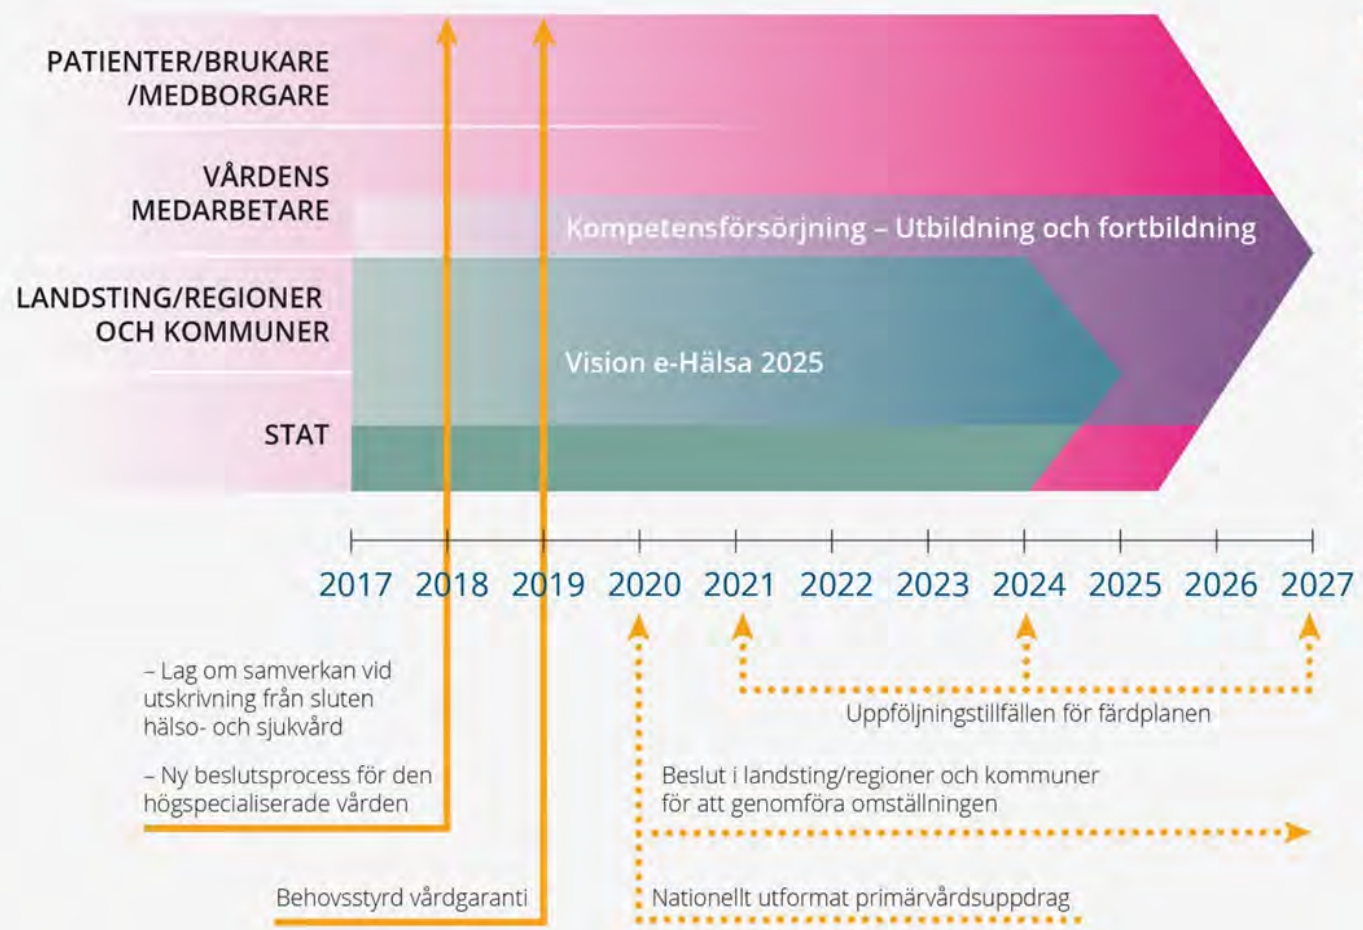 PATIENTER/BRUKARE
/MEDBORGARE
VÅRDENS
MEDARBETARE
Kompetensförsörjning – Utbildning och fortbildning
LANDSTING/REGIONER
OCH KOMMUNER
Vision e-Hälsa 2025
STAT
2017 2018 2019 2020 2021 2022 2023 2024 2025 2026 2027
– Lag om samverkan vid
utskrivning från sluten
hälso- och sjukvård
– Ny beslutsprocess för den
högspecialiserade vården
Uppföljningstillfällen för färdplanen
Beslut i landsting/regioner och kommuner
för att genomföra omställningen
Behovsstyrd vårdgaranti
Nationellt utformat primärvårdsuppdrag